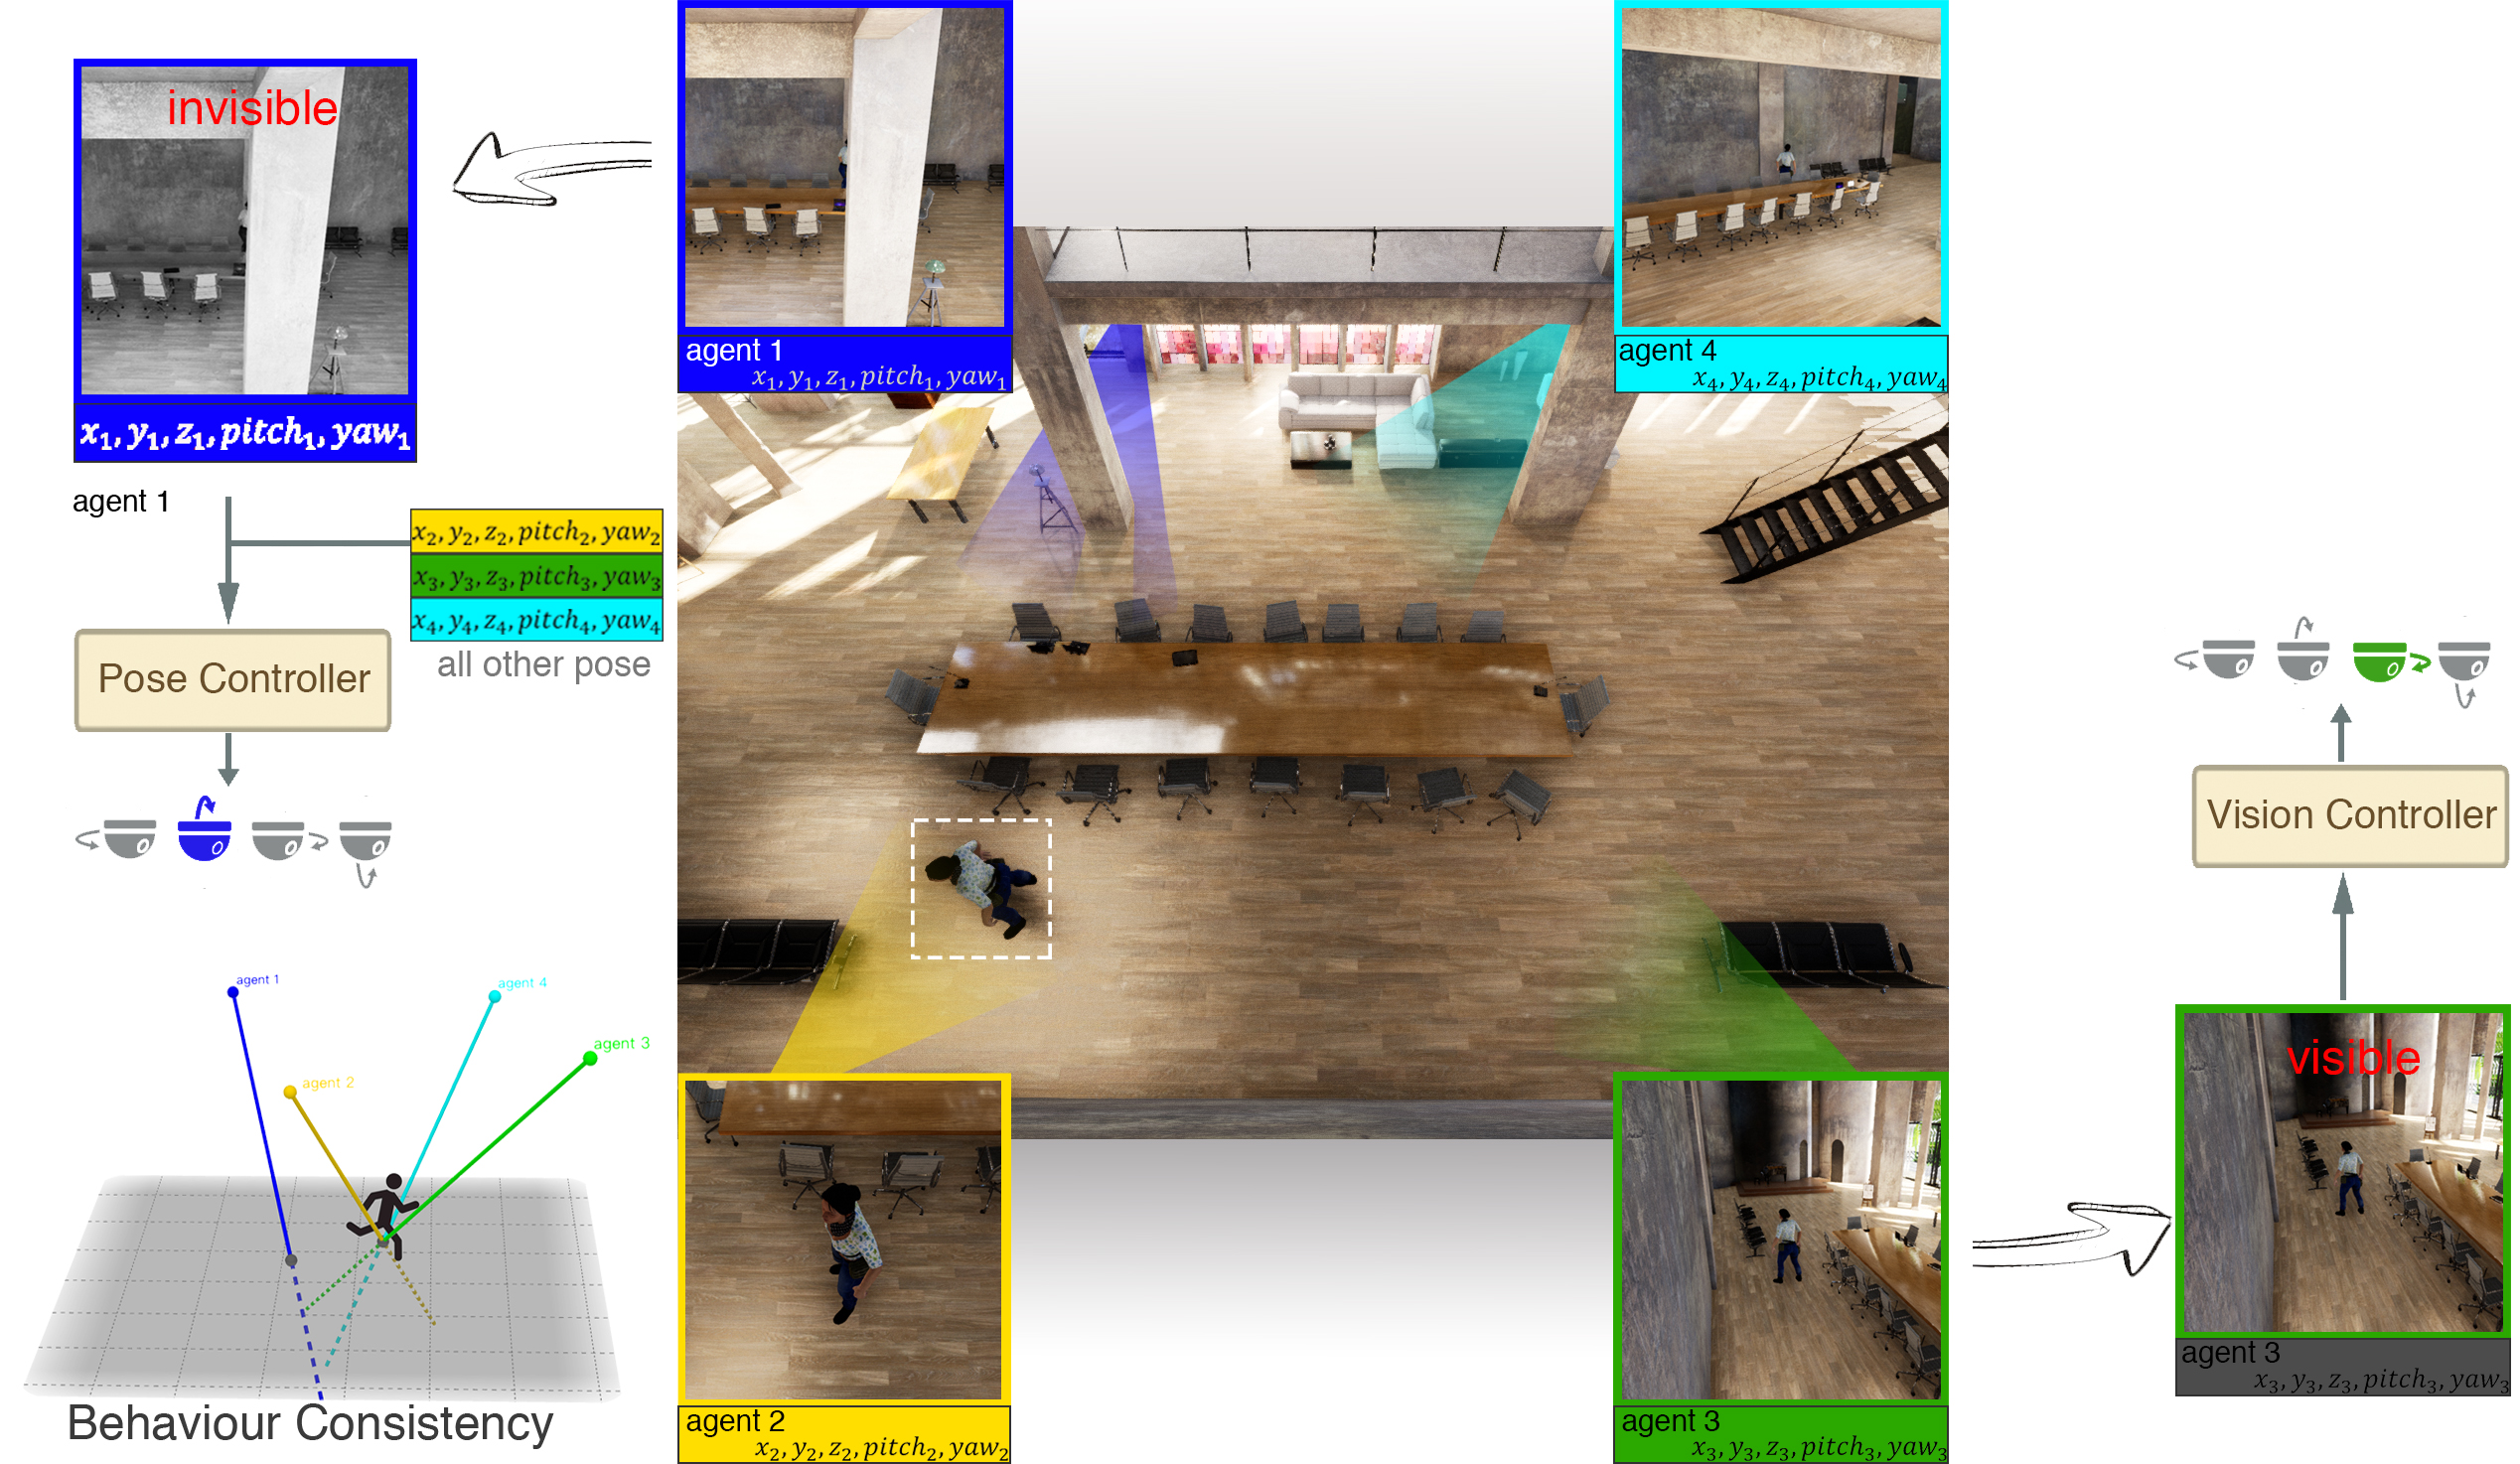 invisible
x₁, y₁, z₁, pitch₁, yaw₁
agent 1
x₂, y₂, z₂, pitch₂, yaw₂
x₃, y₃, z₃, pitch₃, yaw₃
x₄, y₄, z₄, pitch₄, yaw₄
all other pose
Pose Controller
agent 1
agent 4
agent 3
agent 2
Behaviour Consistency
agent 1
x₁, y₁, z₁, pitch₁, yaw₁
agent 4
x₄, y₄, z₄, pitch₄, yaw₄
agent 2
x₂, y₂, z₂, pitch₂, yaw₂
agent 3
x₃, y₃, z₃, pitch₃, yaw₃
Vision Controller
visible
agent 3
x₃, y₃, z₃, pitch₃, yaw₃